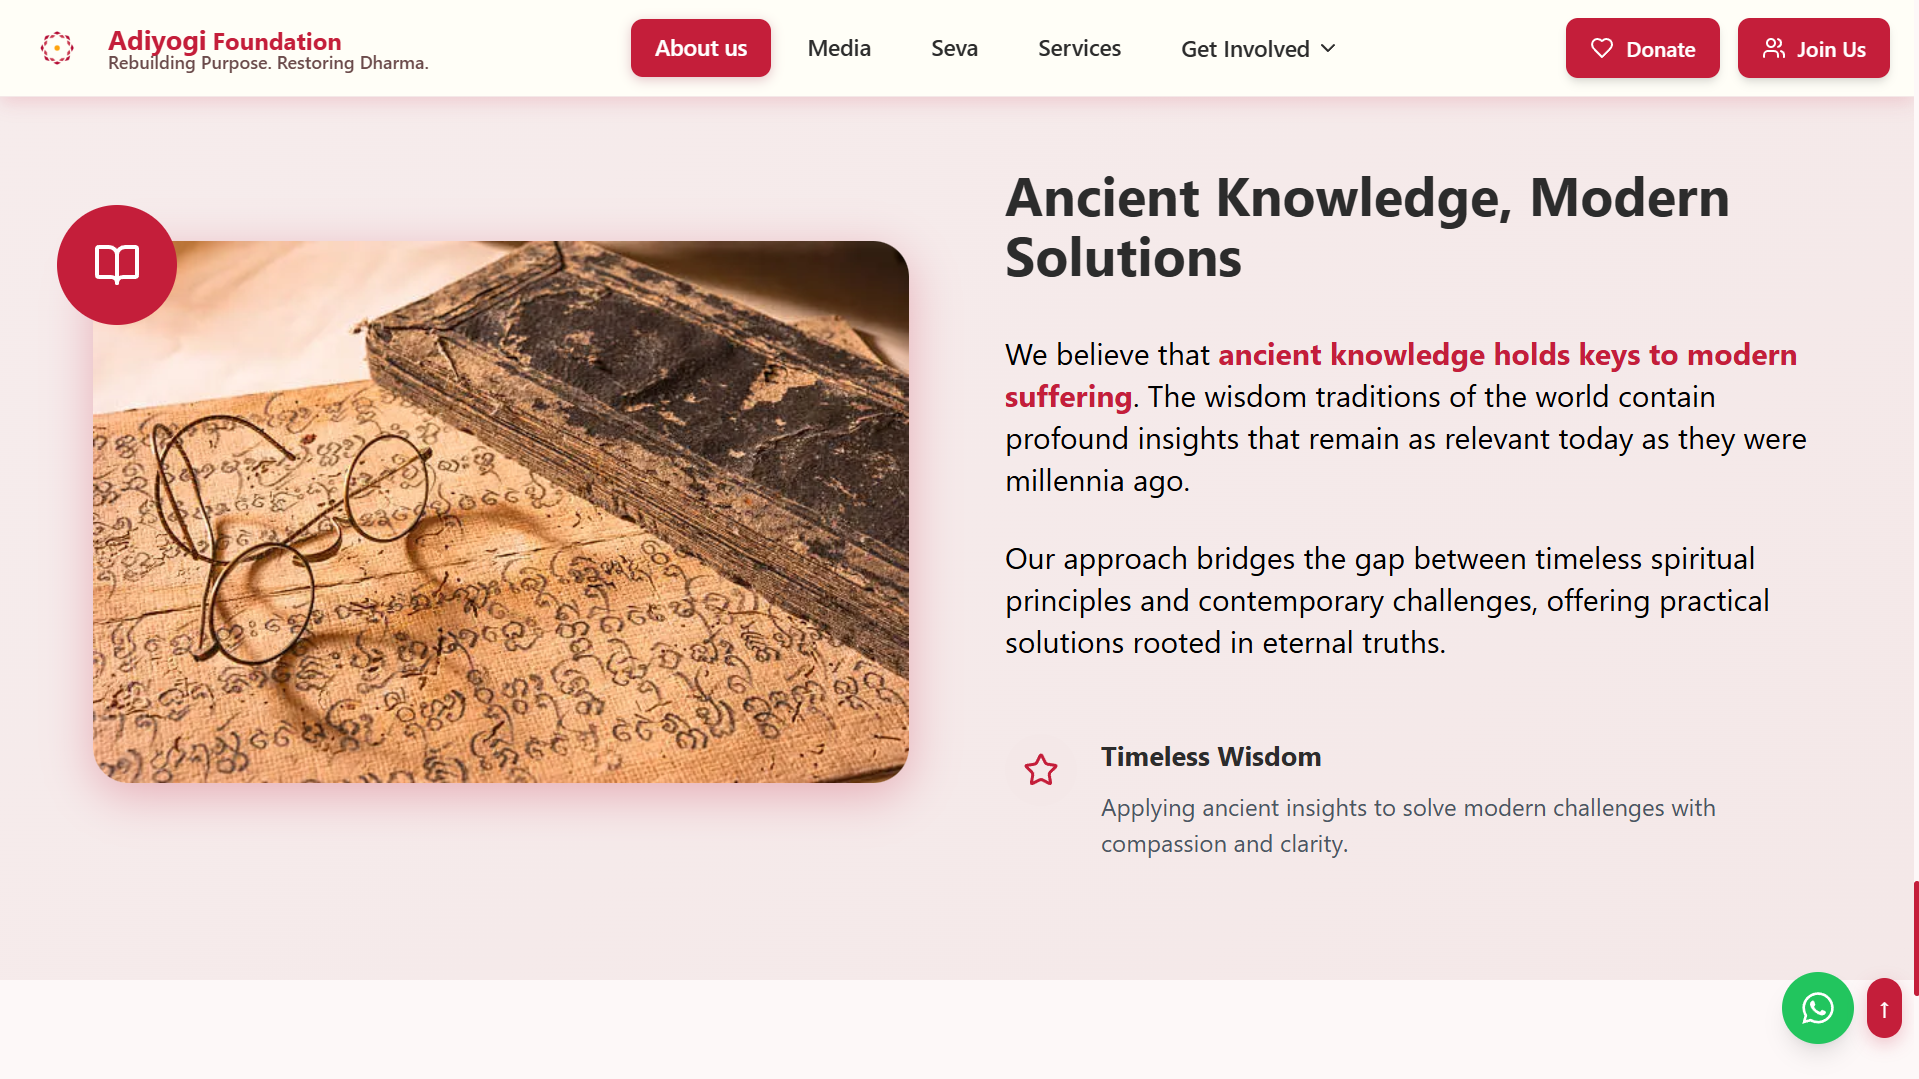 Adiyogi Foundation
Rebuilding Purpose. Restoring Dharma.
About us
Media
Seva
Services
Get Involved
Donate
Join Us
Ancient Knowledge, Modern
Solutions
We believe that ancient knowledge holds keys to modern
suffering. The wisdom traditions of the world contain
profound insights that remain as relevant today as they were
millennia ago.
Our approach bridges the gap between timeless spiritual
principles and contemporary challenges, offering practical
solutions rooted in eternal truths.
Timeless Wisdom
Applying ancient insights to solve modern challenges with
compassion and clarity.
↑